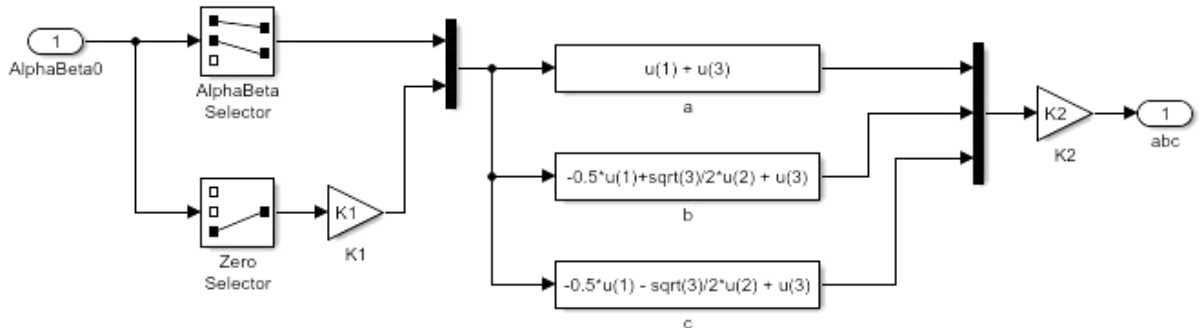 1
AlphaBeta0
AlphaBeta
Selector
Zero
Selector
K1
K1
u(1) + u(3)
a
-0.5*u(1)+sqrt(3)/2*u(2) + u(3)
b
-0.5*u(1) - sqrt(3)/2*u(2) + u(3)
c
K2
K2
1
abc